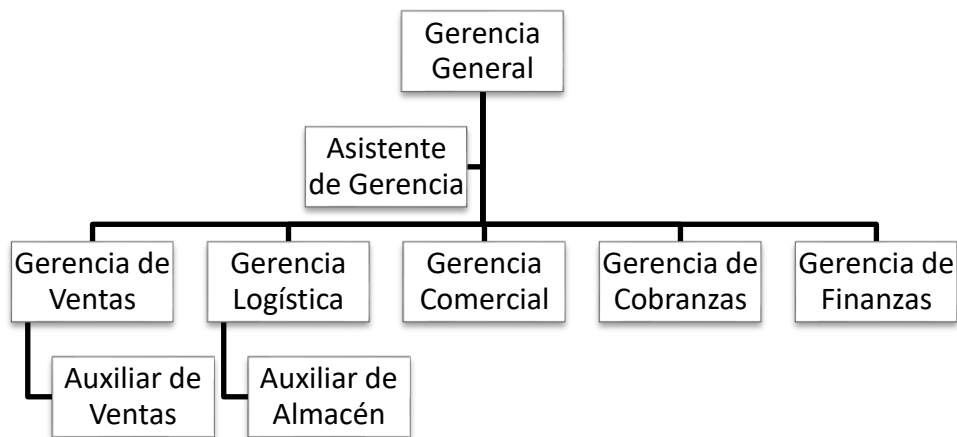 Gerencia
General
Asistente
de Gerencia
Gerencia de
Ventas
Gerencia
Logística
Gerencia
Comercial
Gerencia de
Cobranzas
Gerencia de
Finanzas
Auxiliar de
Ventas
Auxiliar de
Almacén